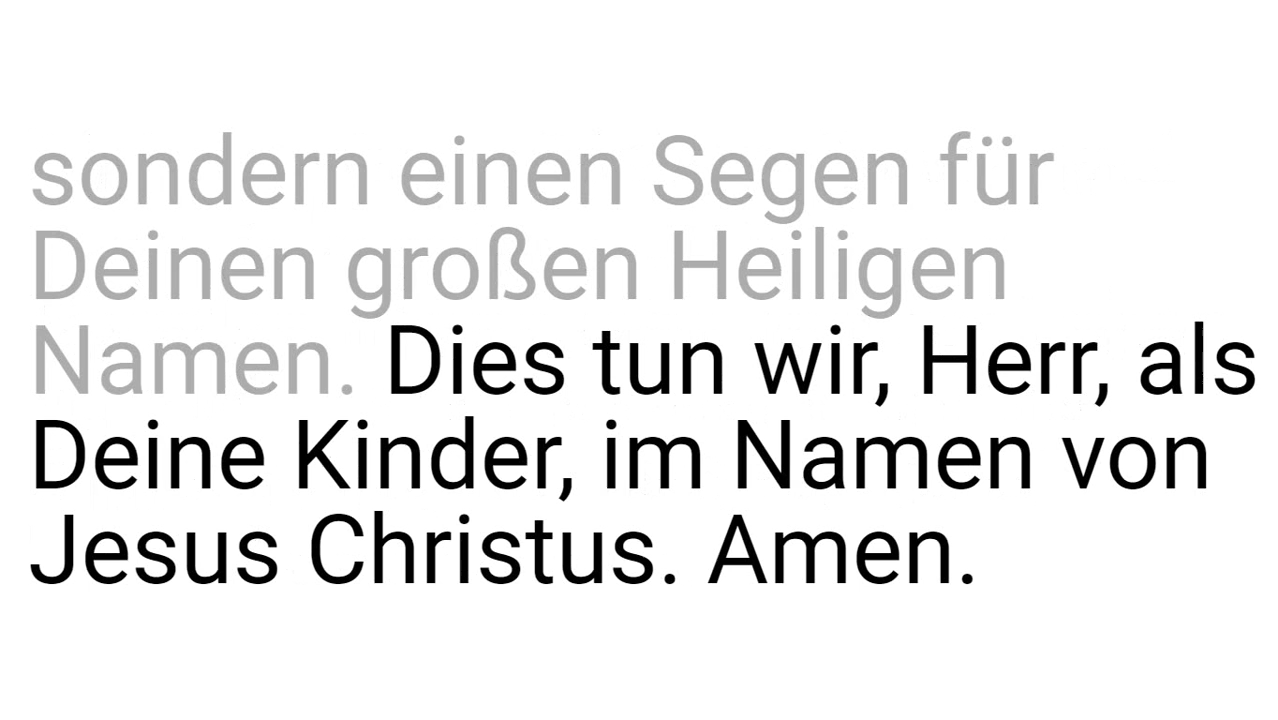 sondern einen Segen für
Deinen großen Heiligen
Namen. Dies tun wir, Herr, als
Deine Kinder, im Namen von
Jesus Christus. Amen.